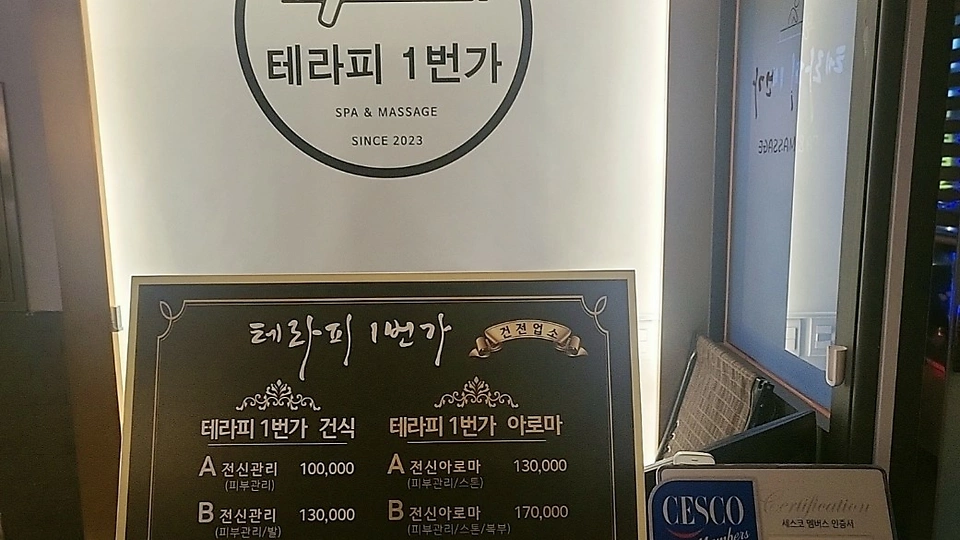 테라피 1번가
SPA & MASSAGE
SINCE 2023
테라피 1번가
건전업소
테라피 1번가 건식
A 전신관리 100,000
(피부관리)
B 전신관리 130,000
(피부관리/발)
테라피 1번가 아로마
A 전신아로마 130,000
(피부관리/스톤)
B 전신아로마 170,000
(피부관리/스톤/복부)
CESCO
Members
Certification
세스코 멤버스 인증서